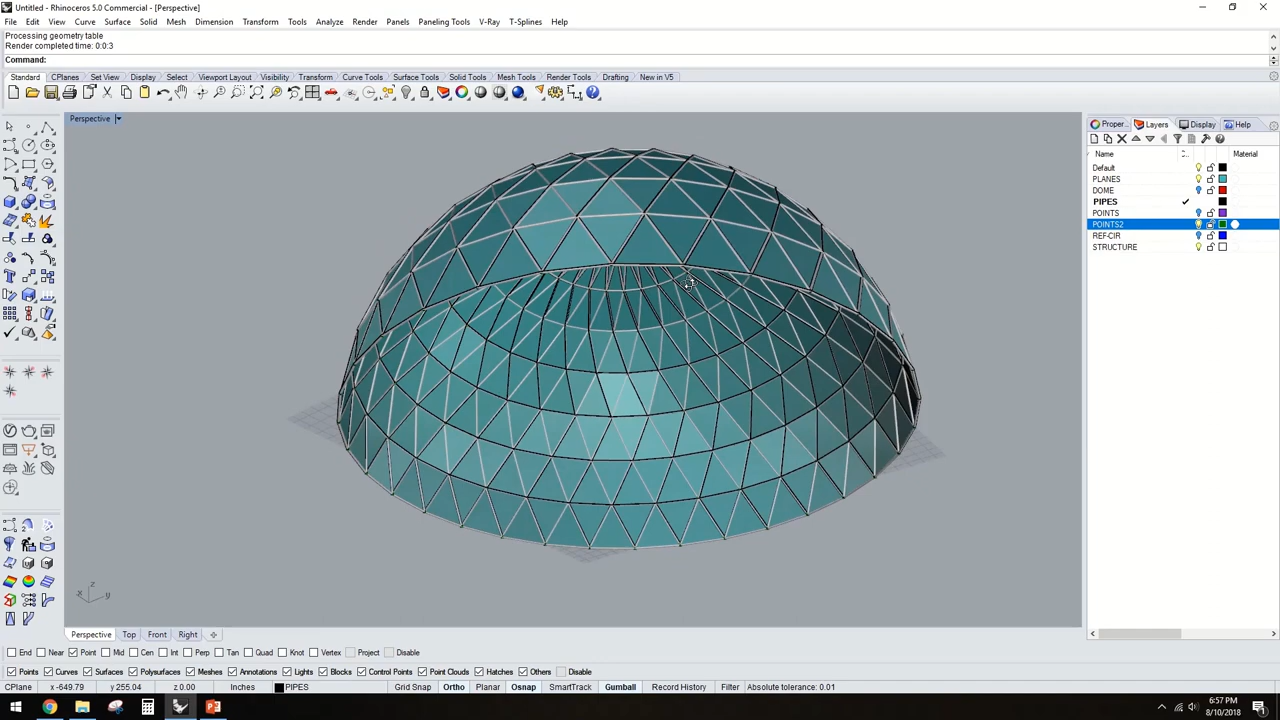 Untitled - Rhinoceros 5.0 Commercial - [Perspective]
File Edit View Curve Surface Solid Mesh Dimension Transform Tools Analyze Render Panels Paneling Tools V-Ray T-Splines Help
Processing geometry table
Render completed time: 0:0:3
Command:
Standard CPlanes Set View Display Select Viewport Layout Visibility Transform Curve Tools Surface Tools Solid Tools Mesh Tools Render Tools Drafting New in V5
Perspective
Proper... Layers Display Help
Name Material
Default
PLANES
DOME
PIPES
POINTS
POINTS2
REF-CIR
STRUCTURE
z
x y
Perspective Top Front Right
End Near Point Mid Cen Int Perp Tan Quad Knot Vertex Project Disable
Points Curves Surfaces Polysurfaces Meshes Annotations Lights Blocks Control Points Point Clouds Hatches Others Disable
CPlane x -649.79 y 255.04 z 0.00 Inches PIPES Grid Snap Ortho Planar Osnap SmartTrack Gumball Record History Filter Absolute tolerance: 0.01
6:57 PM
8/10/2018